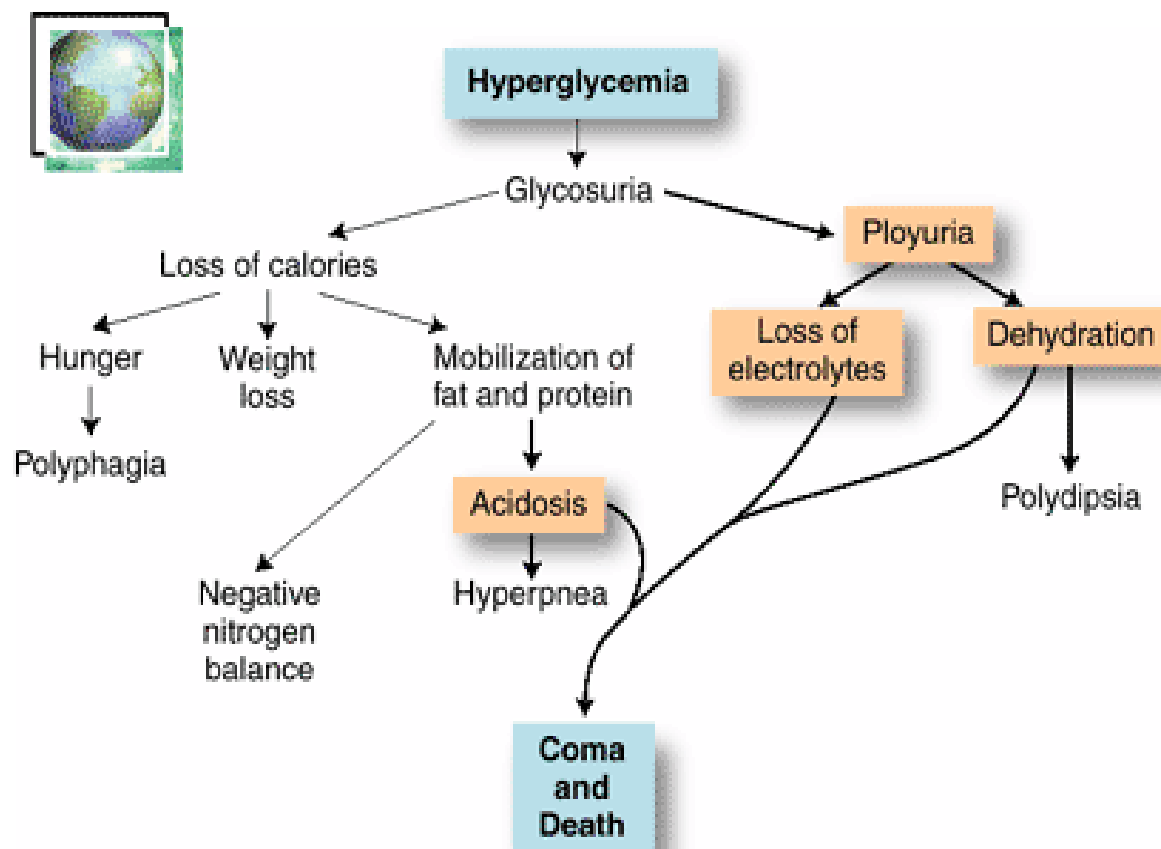 Hyperglycemia
Glycosuria
Ployuria
Loss of calories
Loss of
electrolytes
Dehydration
Hunger
Weight
loss
Mobilization of
fat and protein
Polyphagia
Acidosis
Polydipsia
Negative
nitrogen
balance
Hyperpnea
Coma
and
Death